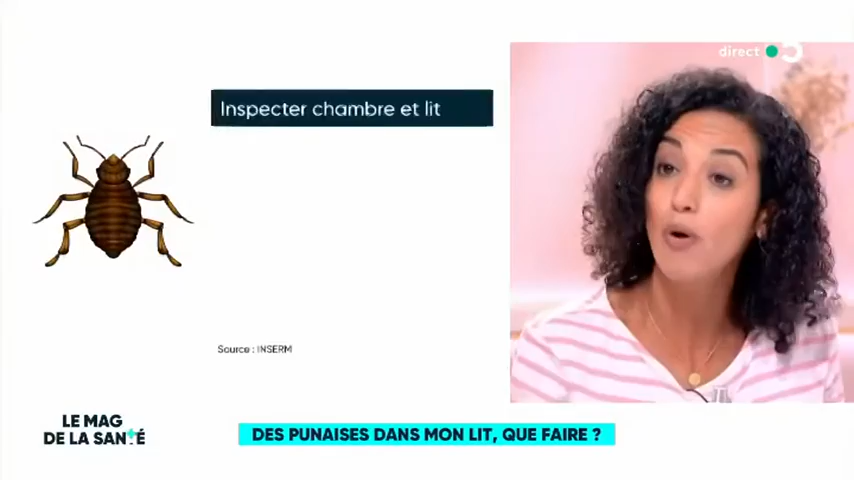 direct 5
Inspecter chambre et lit
Source : INSERM
LE MAG
DE LA SANTÉ
DES PUNAISES DANS MON LIT, QUE FAIRE ?